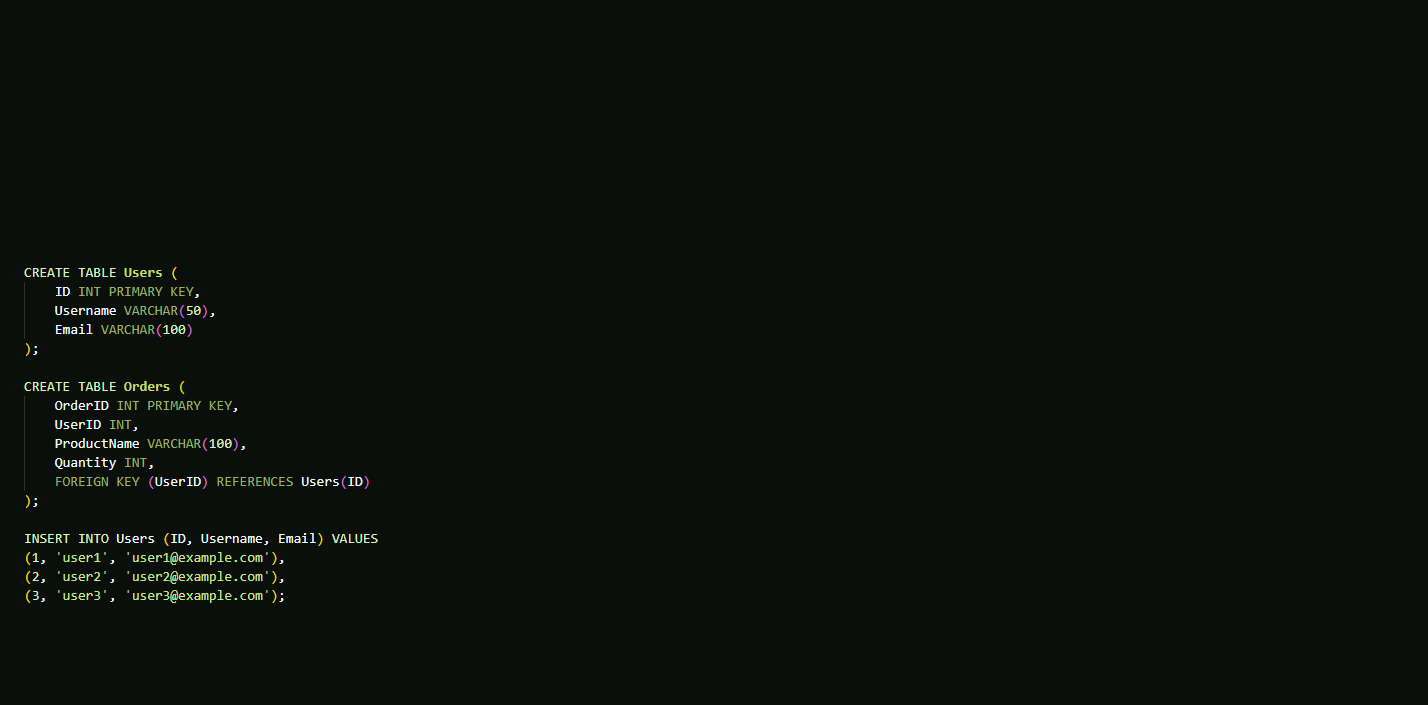 CREATE TABLE Users (
    ID INT PRIMARY KEY,
    Username VARCHAR(50),
    Email VARCHAR(100)
);

CREATE TABLE Orders (
    OrderID INT PRIMARY KEY,
    UserID INT,
    ProductName VARCHAR(100),
    Quantity INT,
    FOREIGN KEY (UserID) REFERENCES Users(ID)
);

INSERT INTO Users (ID, Username, Email) VALUES
(1, 'user1', 'user1@example.com'),
(2, 'user2', 'user2@example.com'),
(3, 'user3', 'user3@example.com');